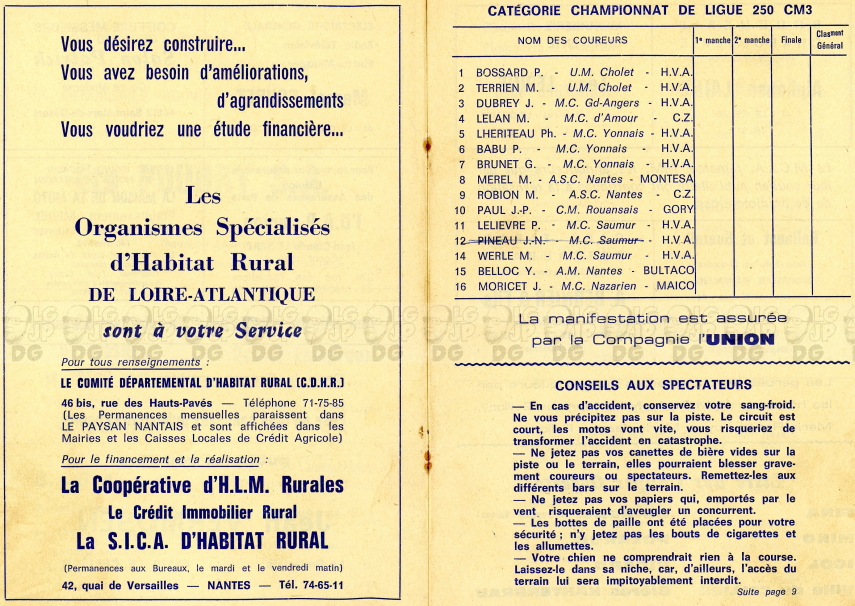 Vous désirez construire...
Vous avez besoin d'améliorations,
d'agrandissements
Vous voudriez une étude financière...
Les
Organismes Spécialisés
d'Habitat Rural
DE LOIRE-ATLANTIQUE
sont à votre Service
Pour tous renseignements :
LE COMITÉ DÉPARTEMENTAL D'HABITAT RURAL (C.D.H.R.)
46 bis, rue des Hauts-Pavés — Téléphone 71-75-85
(Les Permanences mensuelles paraissent dans
LE PAYSAN NANTAIS et sont affichées dans les
Mairies et les Caisses Locales de Crédit Agricole)
Pour le financement et la réalisation :
La Coopérative d'H.L.M. Rurales
Le Crédit Immobilier Rural
La S.I.C.A. D'HABITAT RURAL
(Permanences aux Bureaux, le mardi et le vendredi matin)
42, quai de Versailles — NANTES — Tél. 74-65-11
CATÉGORIE CHAMPIONNAT DE LIGUE 250 CM3
NOM DES COUREURS 1re manche 2e manche Finale Clasmt Général
1 BOSSARD P. - U.M. Cholet - H.V.A.
2 TERRIEN M. - U.M. Cholet - H.V.A.
3 DUBREY J. - M.C. Gd-Angers - H.V.A.
4 LELAN M. - M.C. d'Amour - C.Z.
5 LHERITEAU Ph. - M.C. Yonnais - H.V.A.
6 BABU P. - M.C. Yonnais - H.V.A.
7 BRUNET G. - M.C. Yonnais - H.V.A.
8 MEREL M. - A.S.C. Nantes - MONTESA
9 ROBION M. - A.S.C. Nantes - C.Z.
10 PAUL J.-P. - C.M. Rouansais - GORY
11 LELIEVRE P. - M.C. Saumur - H.V.A.
12 PINEAU J.-N. - M.C. Saumur - H.V.A.
14 WERLE M. - M.C. Saumur - H.V.A.
15 BELLOC Y. - A.M. Nantes - BULTACO
16 MORICET J. - M.C. Nazarien - MAICO
La manifestation est assurée
par la Compagnie l'UNION
CONSEILS AUX SPECTATEURS
— En cas d'accident, conservez votre sang-froid.
Ne vous précipitez pas sur la piste. Le circuit est
court, les motos vont vite, vous risqueriez de
transformer l'accident en catastrophe.
— Ne jetez pas vos canettes de bière vides sur la
piste ou le terrain, elles pourraient blesser grave-
ment coureurs ou spectateurs. Remettez-les aux
différents bars sur le terrain.
— Ne jetez pas vos papiers qui, emportés par le
vent risqueraient d'aveugler un concurrent.
— Les bottes de paille ont été placées pour votre
sécurité ; n'y jetez pas les bouts de cigarettes et
les allumettes.
— Votre chien ne comprendrait rien à la course.
Laissez-le dans sa niche, car, d'ailleurs, l'accès du
terrain lui sera impitoyablement interdit.
Suite page 9